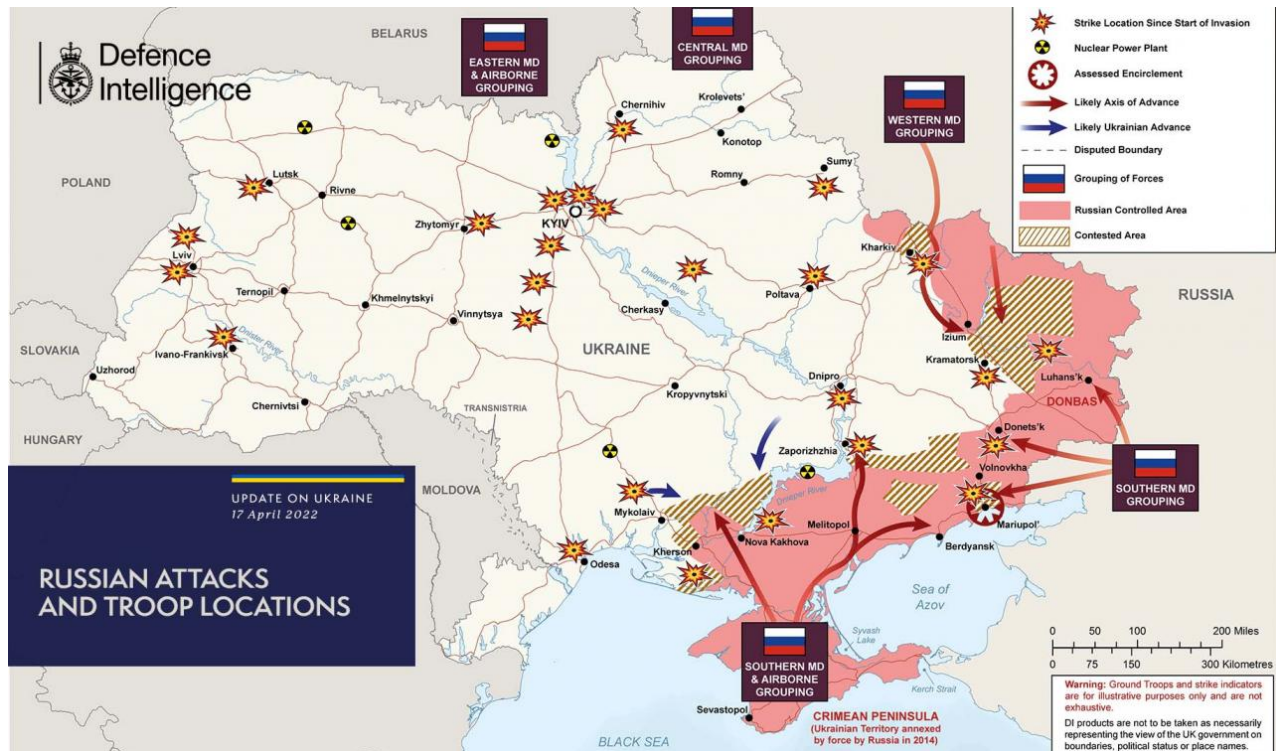 Defence
Intelligence
BELARUS
EASTERN MD
& AIRBORNE
GROUPING
CENTRAL MD
GROUPING
WESTERN MD
GROUPING
Strike Location Since Start of Invasion
Nuclear Power Plant
Assessed Encirclement
Likely Axis of Advance
Likely Ukrainian Advance
Disputed Boundary
Grouping of Forces
Russian Controlled Area
Contested Area
POLAND
SLOVAKIA
HUNGARY
MOLDOVA
TRANSNISTRIA
UKRAINE
RUSSIA
DONBAS
Chernihiv
Krolevets'
Konotop
Sumy
Romny
Lutsk
Rivne
Zhytomyr
KYIV
Kharkiv
Lviv
Ternopil
Khmelnytskyi
Vinnytsya
Dnieper River
Cherkasy
Poltava
Izium
Kramatorsk
Luhans'k
Ivano-Frankivsk
Dniester River
Uzhorod
Chernivtsi
Kropyvnytski
Dnipro
Zaporizhzhia
Donets'k
Volnovkha
Mariupol'
SOUTHERN MD
GROUPING
Dnieper River
Mykolaiv
Kherson
Nova Kakhova
Melitopol
Berdyansk
Odesa
Sea of
Azov
Syvash
Lake
Kerch Strait
SOUTHERN MD
& AIRBORNE
GROUPING
Sevastopol
CRIMEAN PENINSULA
(Ukrainian Territory annexed
by force by Russia in 2014)
BLACK SEA
UPDATE ON UKRAINE
17 April 2022
RUSSIAN ATTACKS
AND TROOP LOCATIONS
0 50 100 200 Miles
0 75 150 300 Kilometres
Warning: Ground Troops and strike indicators
are for illustrative purposes only and are not
exhaustive.
DI products are not to be taken as necessarily
representing the view of the UK government on
boundaries, political status or place names.